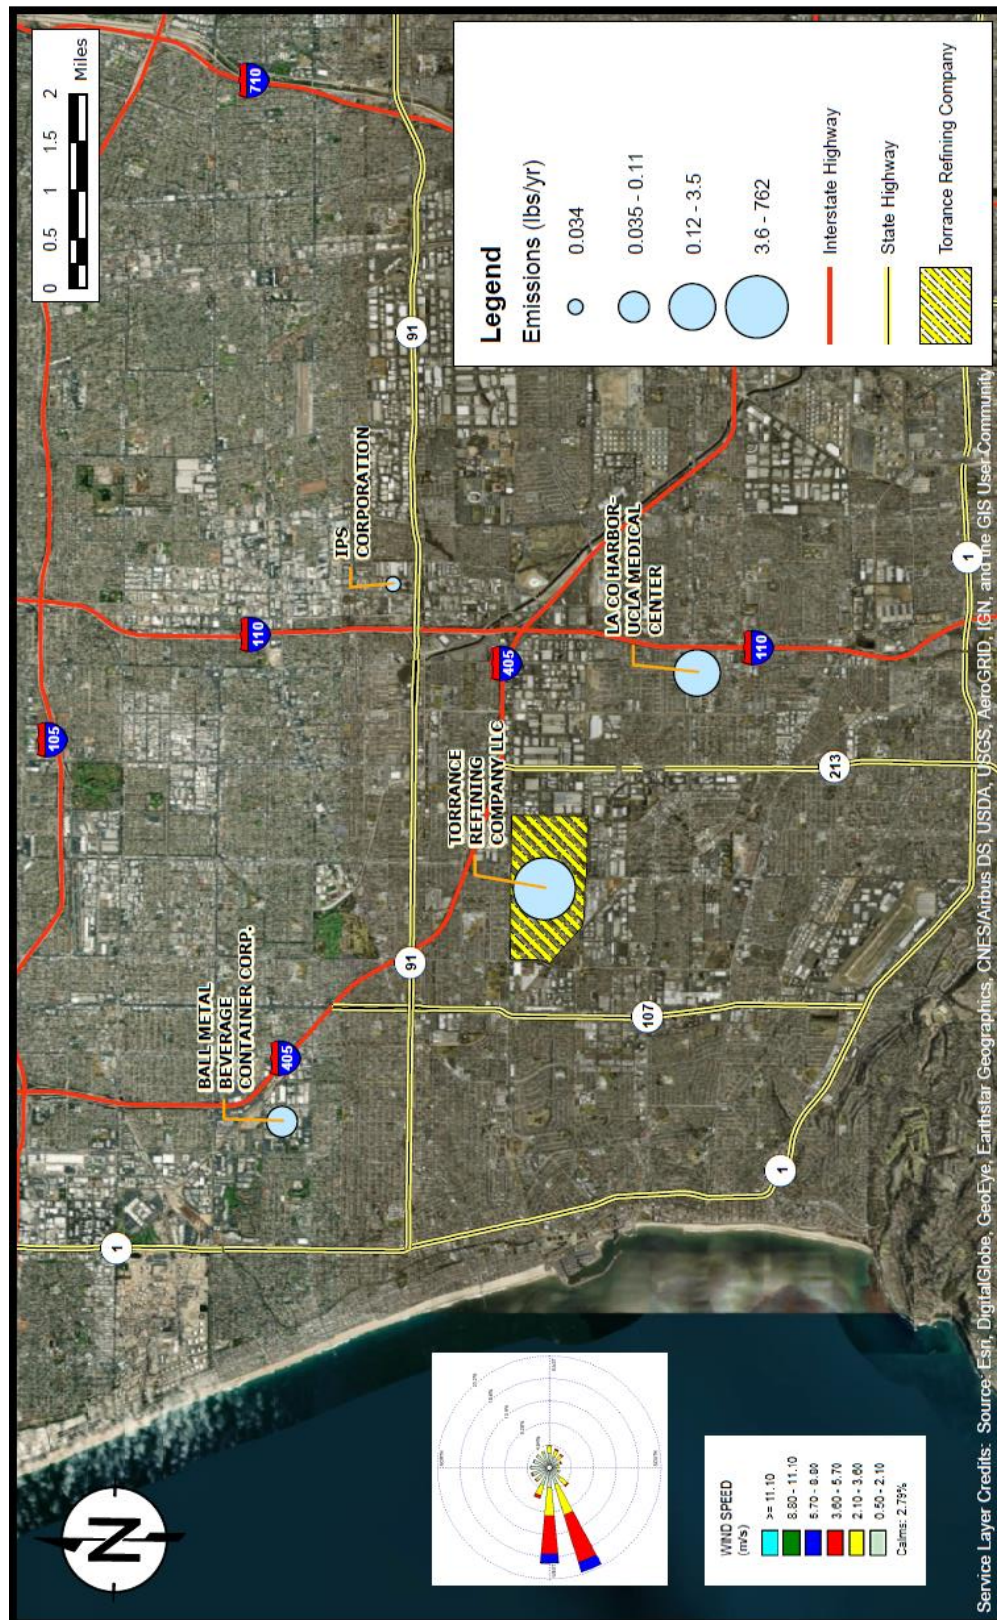 0 0.5 1 1.5 2
Miles
710
105
110
IPS
CORPORATION
91
BALL METAL
BEVERAGE
CONTAINER CORP.
405
1
91
TORRANCE
REFINING
COMPANY LLC
405
LA CO HARBOR-
UCLA MEDICAL
CENTER
110
107
213
1
1
N
WIND SPEED
(m/s)
>= 11.10
8.80 - 11.10
5.70 - 8.80
3.60 - 5.70
2.10 - 3.60
0.50 - 2.10
Calms: 2.79%
Legend
Emissions (lbs/yr)
0.034
0.035 - 0.11
0.12 - 3.5
3.6 - 762
Interstate Highway
State Highway
Torrance Refining Company
Service Layer Credits: Source: Esri, DigitalGlobe, GeoEye, Earthstar Geographics, CNES/Airbus DS, USDA, USGS, AeroGRID, IGN, and the GIS User Community